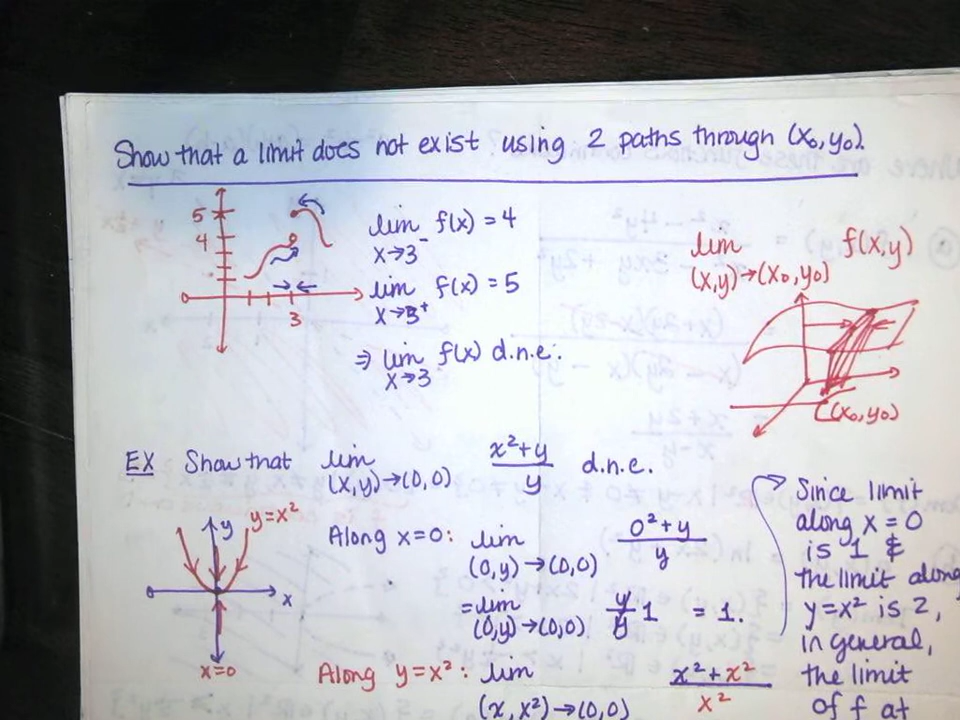 Show that a limit does not exist using 2 paths through (x₀,y₀).
5
4
3
lim f(x) = 4
x→3⁻
lim f(x) = 5
x→3⁺
⇒ lim f(x) d.n.e.
x→3
lim f(x,y)
(x,y)→(x₀,y₀)
(x₀,y₀)
EX Show that lim x²+y / y d.n.e.
(x,y)→(0,0)
y
y=x²
x
x=0
Along x=0: lim 0²+y / y
(0,y)→(0,0)
= lim y/y 1 = 1.
(0,y)→(0,0)
Along y=x²: lim x²+x² / x²
(x,x²)→(0,0)
Since limit
along x=0
is 1 &
the limit along
y=x² is 2,
in general,
the limit
of f at